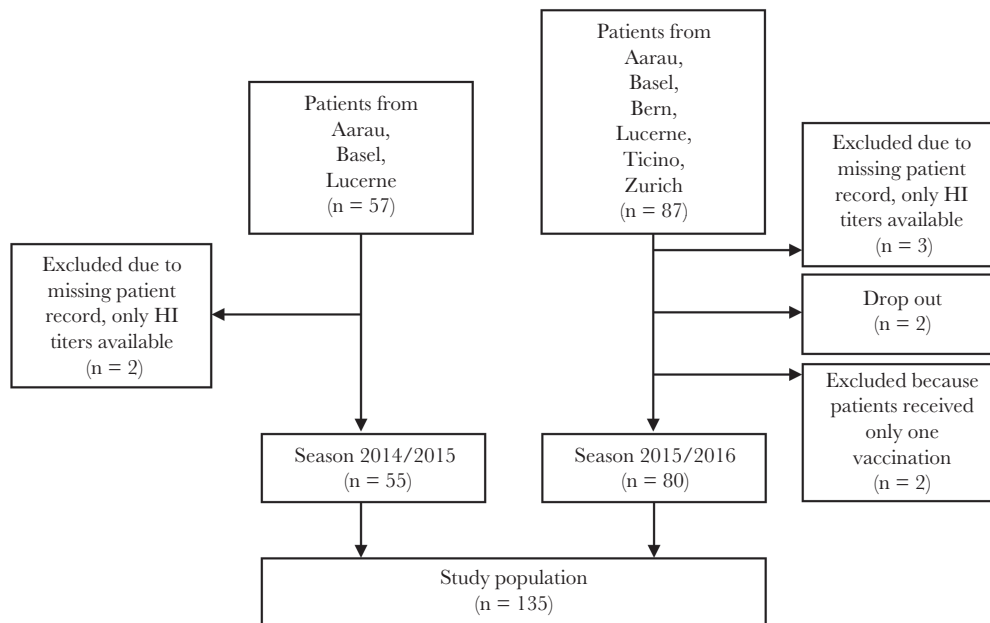 Patients from
Aarau,
Basel,
Lucerne
(n = 57)
Patients from
Aarau,
Basel,
Bern,
Lucerne,
Ticino,
Zurich
(n = 87)
Excluded due to
missing patient
record, only HI
titers available
(n = 2)
Excluded due to
missing patient
record, only HI
titers available
(n = 3)
Drop out
(n = 2)
Excluded because
patients received
only one
vaccination
(n = 2)
Season 2014/2015
(n = 55)
Season 2015/2016
(n = 80)
Study population
(n = 135)